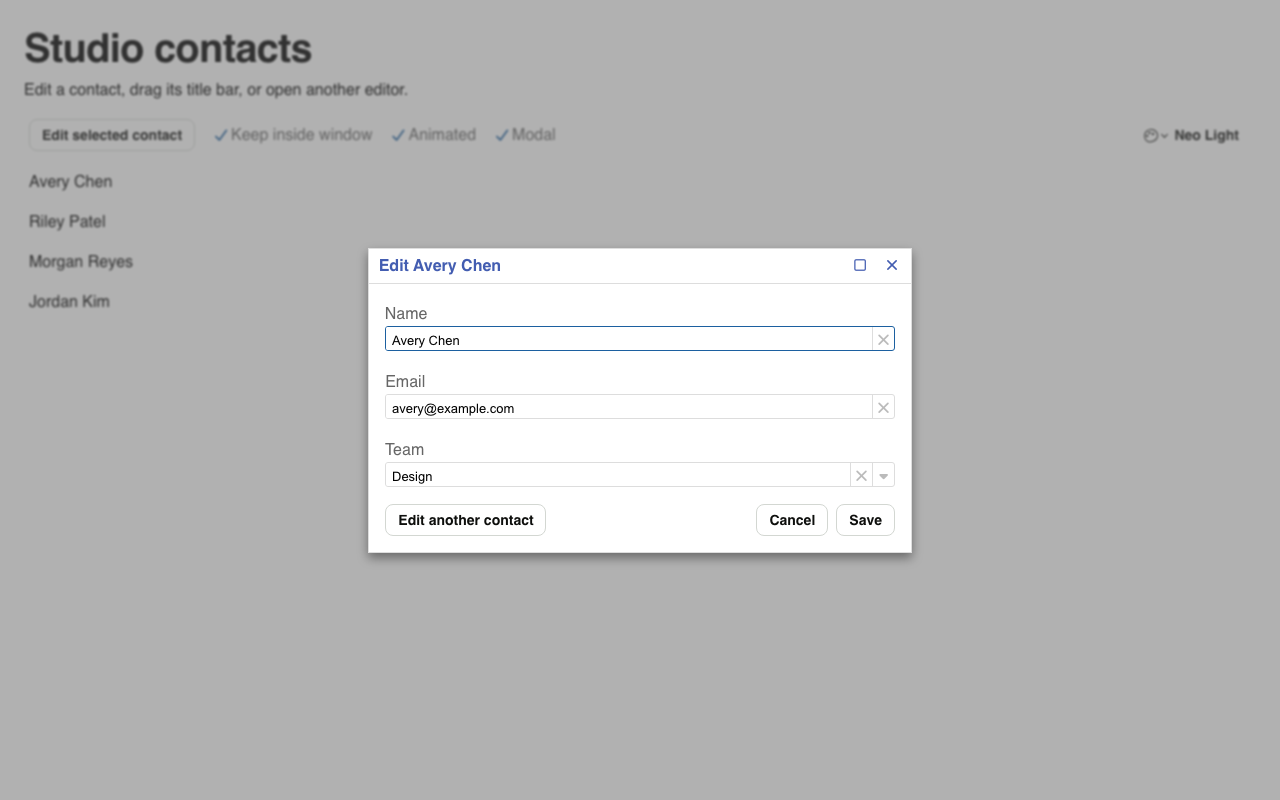 Studio contacts
Edit a contact, drag its title bar, or open another editor.
Edit selected contact Keep inside window Animated Modal Neo Light
Avery Chen
Riley Patel
Morgan Reyes
Jordan Kim
Edit Avery Chen
Name
Avery Chen
Email
avery@example.com
Team
Design
Edit another contact Cancel Save